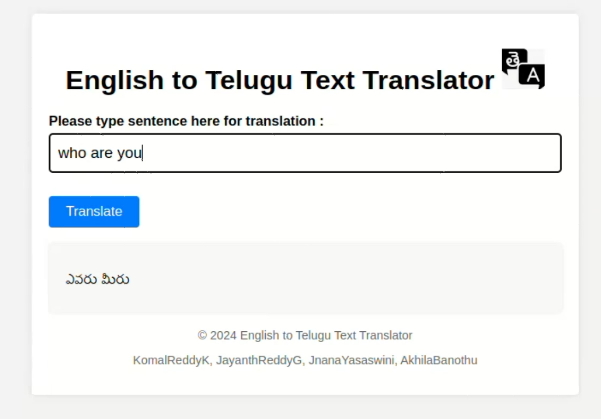 English to Telugu Text Translator తె A
Please type sentence here for translation :
who are you
Translate
ఎవరు మీరు
© 2024 English to Telugu Text Translator
KomalReddyK, JayanthReddyG, JnanaYasaswini, AkhilaBanothu